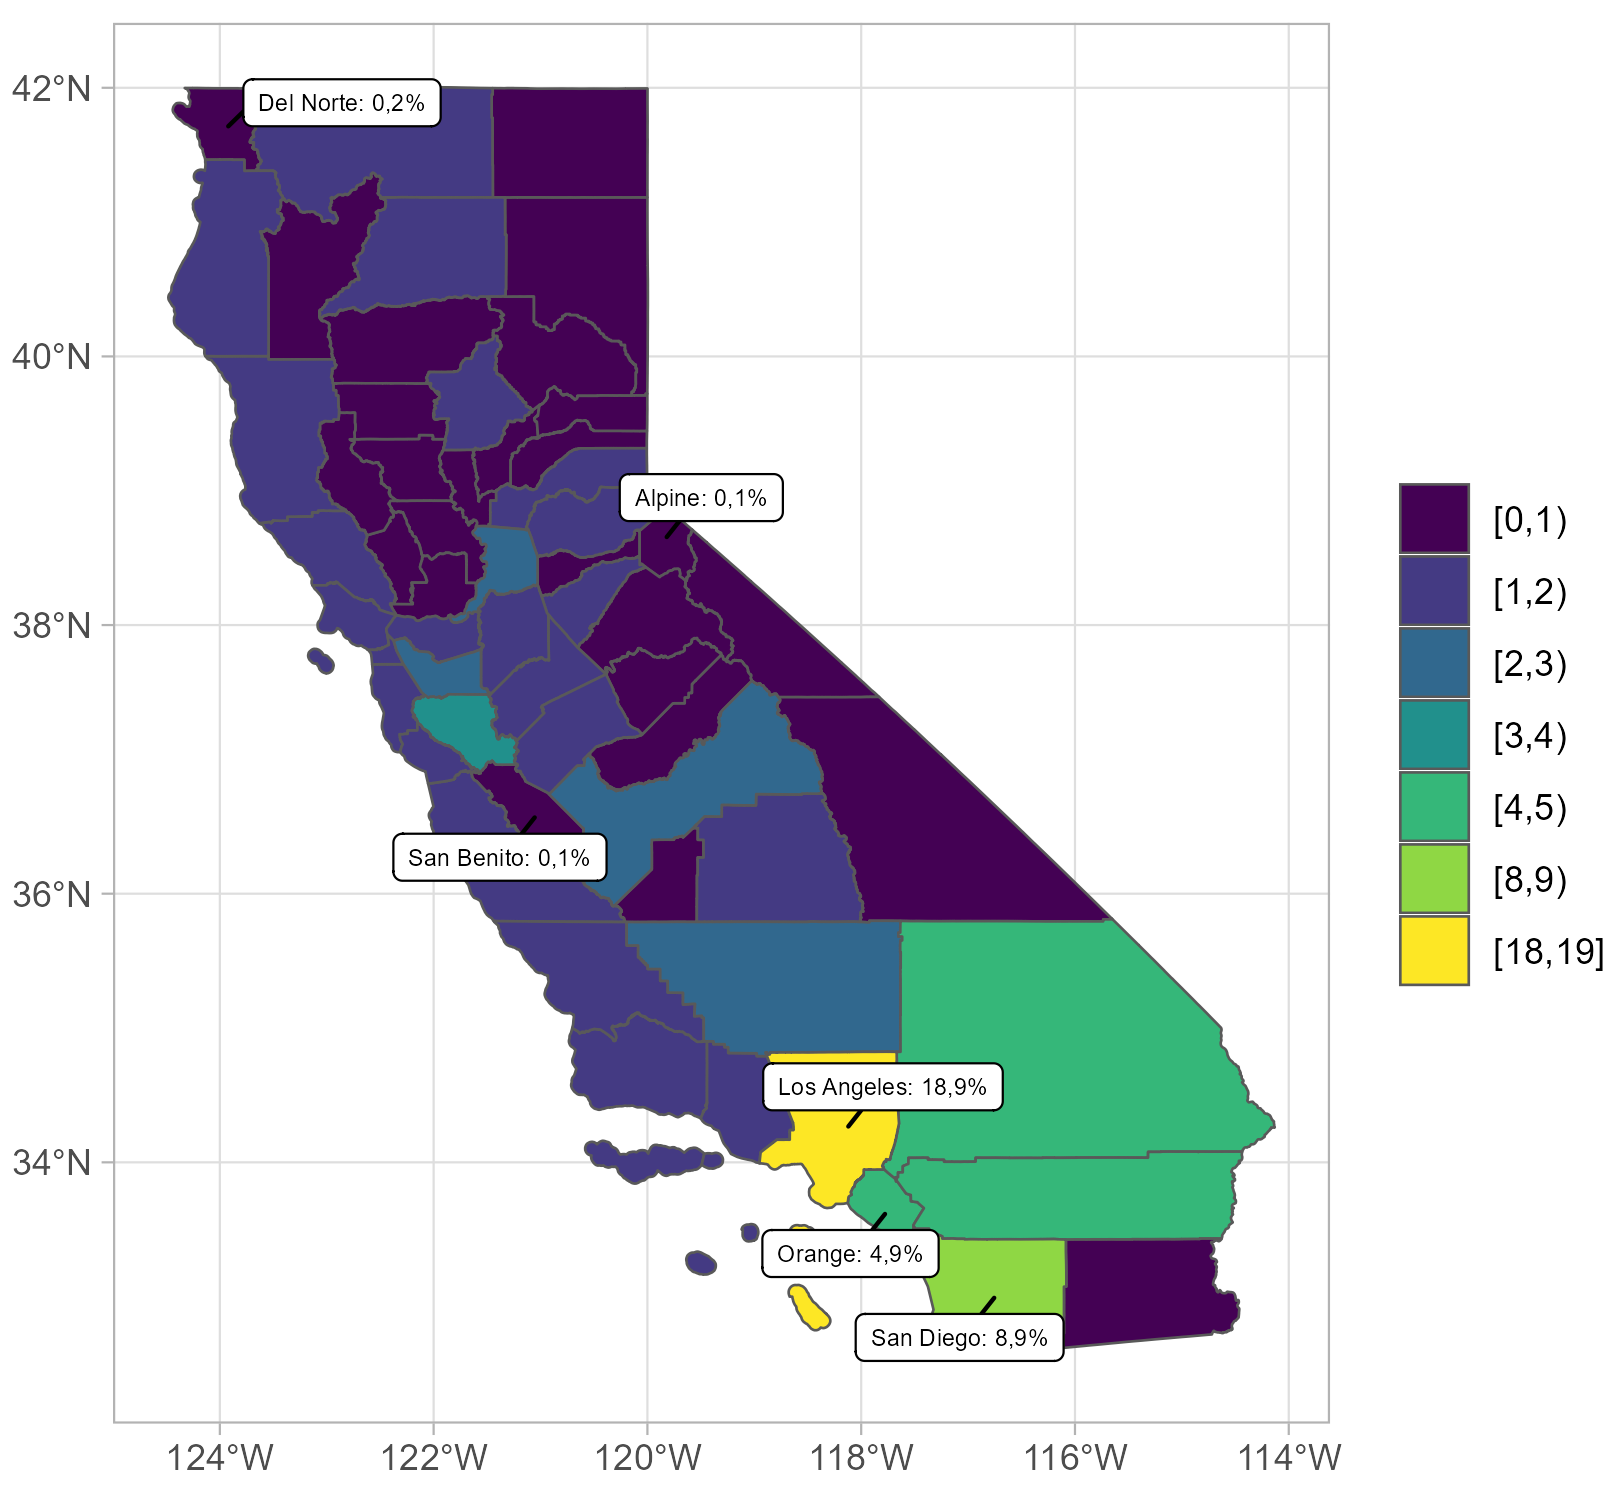 42°N
40°N
38°N
36°N
34°N
Del Norte: 0,2%
Alpine: 0,1%
San Benito: 0,1%
Los Angeles: 18,9%
Orange: 4,9%
San Diego: 8,9%
124°W
122°W
120°W
118°W
116°W
114°W
[0,1)
[1,2)
[2,3)
[3,4)
[4,5)
[8,9)
[18,19]